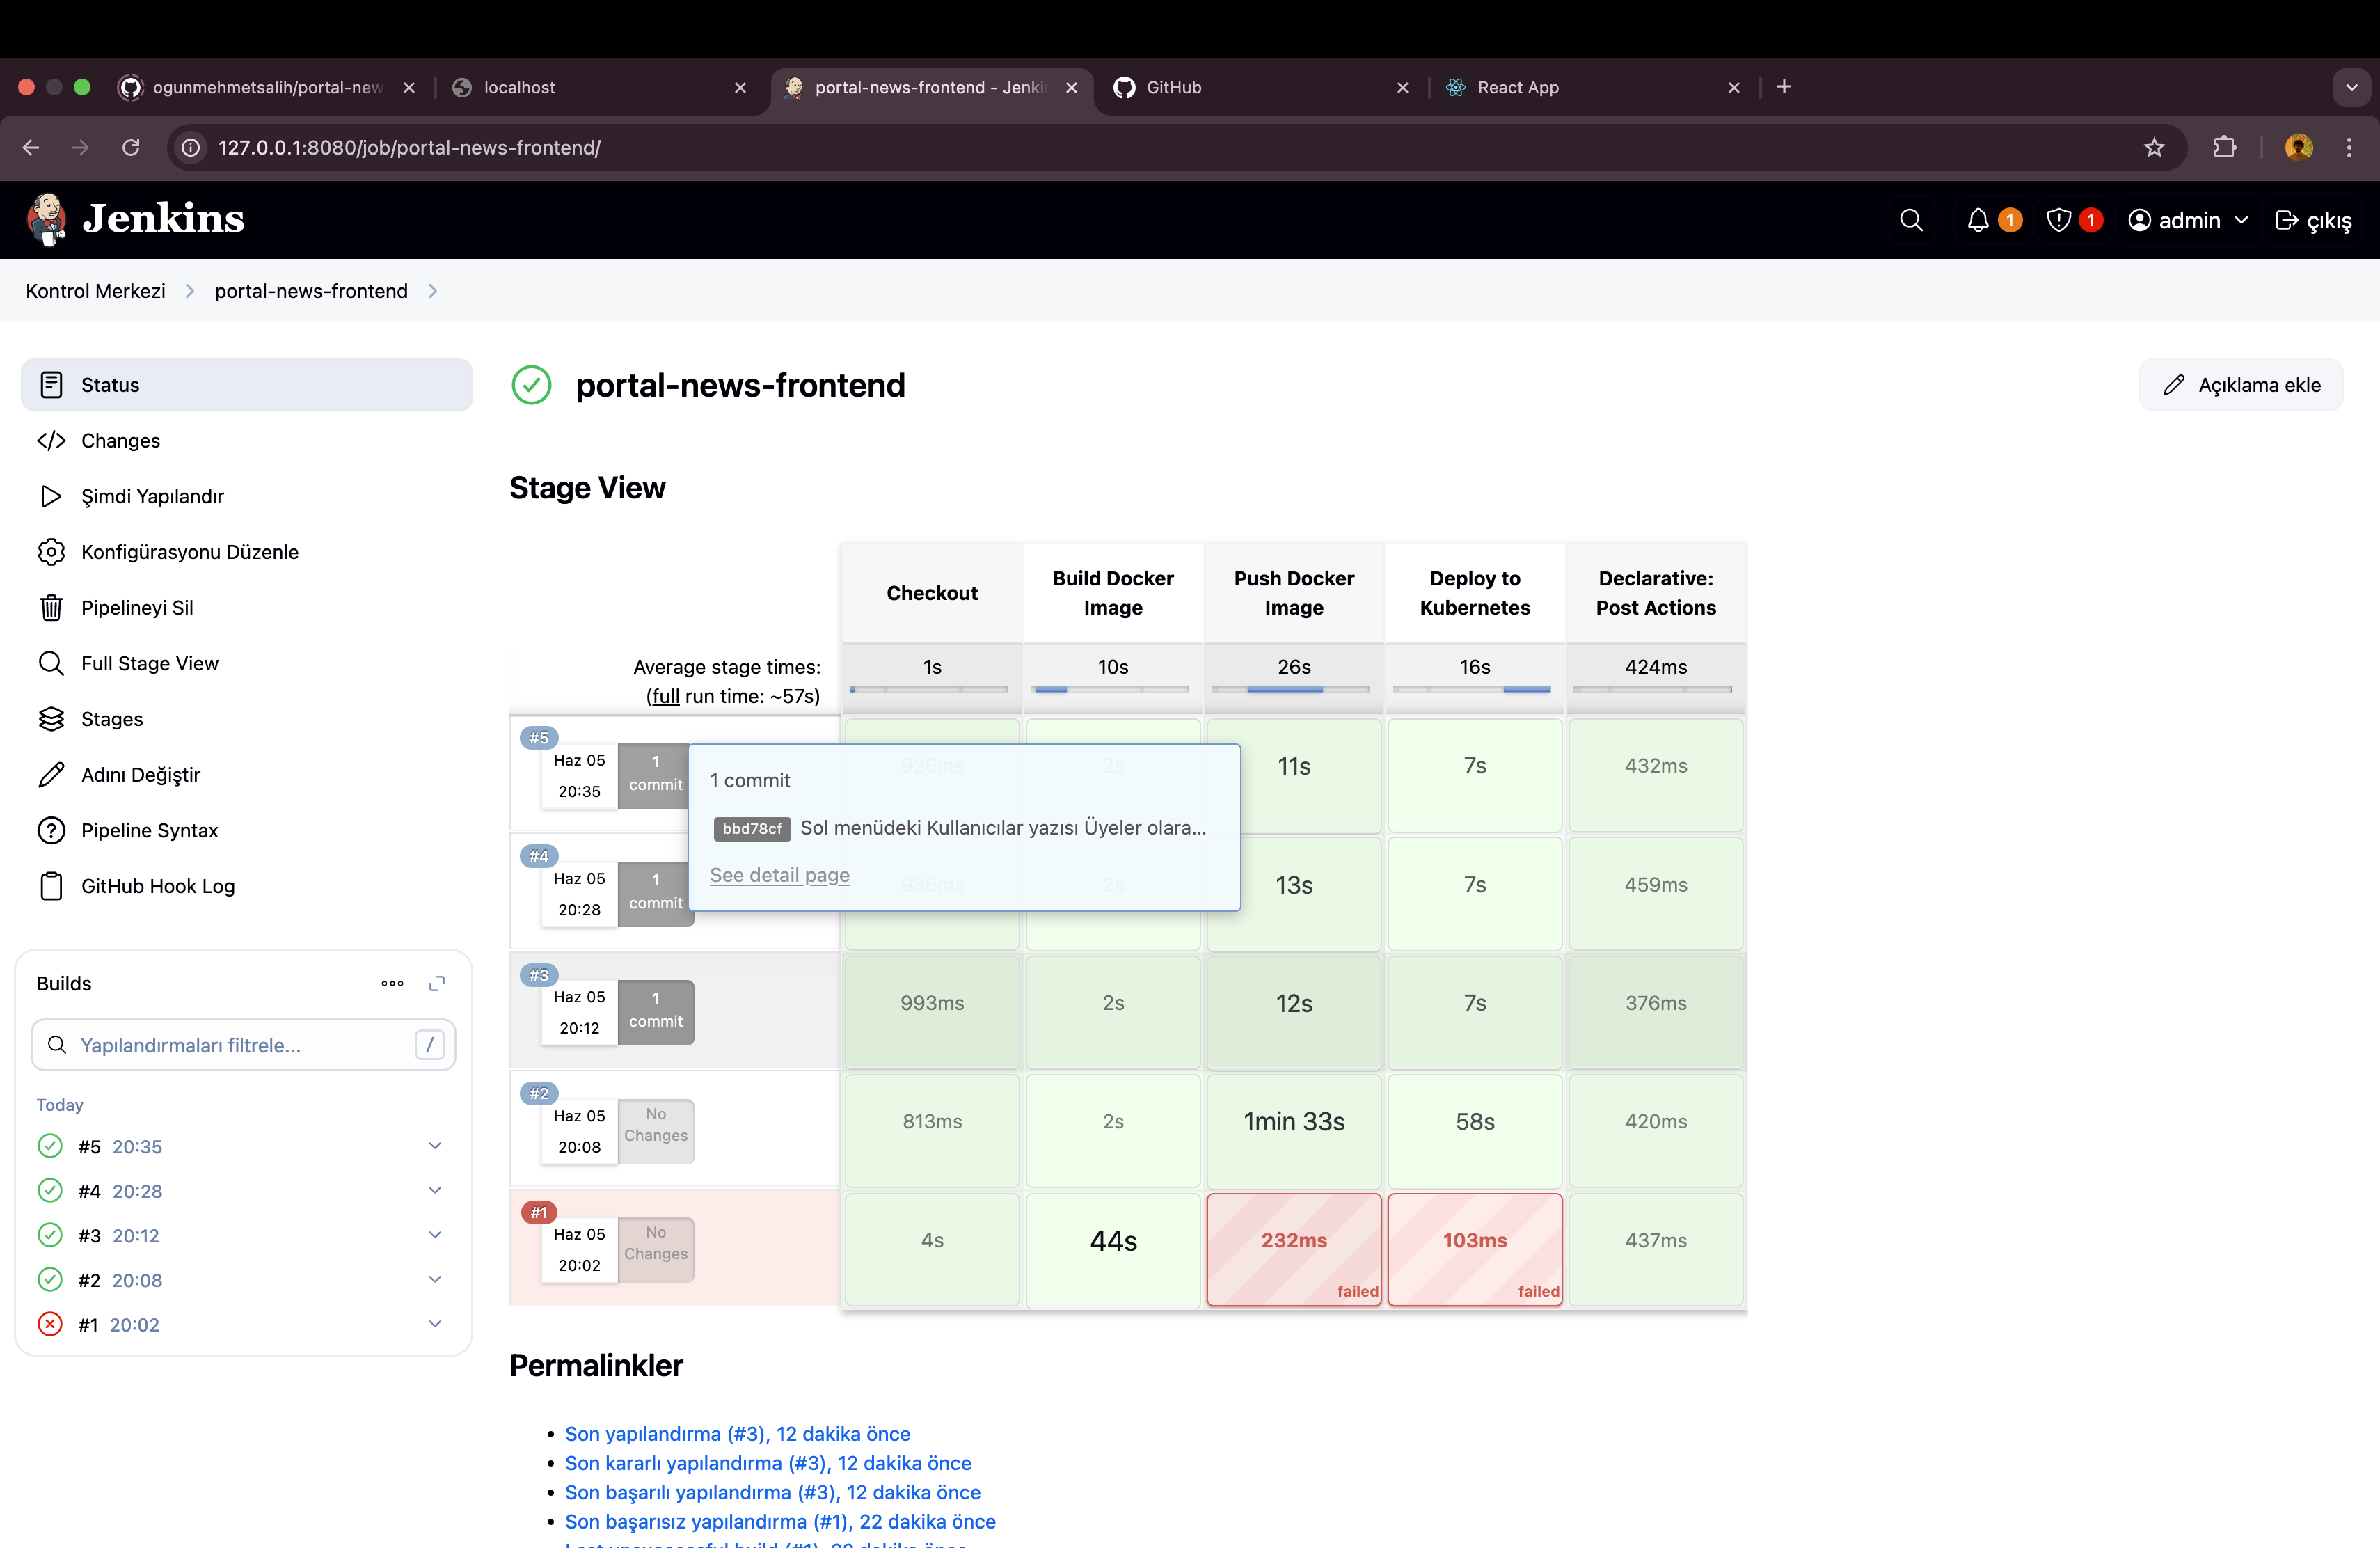 ogunmehmetsalih/portal-new
localhost
portal-news-frontend - Jenki
GitHub
React App
127.0.0.1:8080/job/portal-news-frontend/
Jenkins
1
1
admin
çıkış
Kontrol Merkezi
portal-news-frontend
Status
Changes
Şimdi Yapılandır
Konfigürasyonu Düzenle
Pipelineyi Sil
Full Stage View
Stages
Adını Değiştir
Pipeline Syntax
GitHub Hook Log
Builds
Yapılandırmaları filtrele...
/
Today
#5 20:35
#4 20:28
#3 20:12
#2 20:08
#1 20:02
portal-news-frontend
Açıklama ekle
Stage View
Checkout
Build Docker Image
Push Docker Image
Deploy to Kubernetes
Declarative: Post Actions
Average stage times:
(full run time: ~57s)
1s
10s
26s
16s
424ms
#5
Haz 05
20:35
1
commit
926ms
2s
11s
7s
432ms
1 commit
bbd78cf Sol menüdeki Kullanıcılar yazısı Üyeler olara...
See detail page
#4
Haz 05
20:28
1
commit
936ms
2s
13s
7s
459ms
#3
Haz 05
20:12
1
commit
993ms
2s
12s
7s
376ms
#2
Haz 05
20:08
No
Changes
813ms
2s
1min 33s
58s
420ms
#1
Haz 05
20:02
No
Changes
4s
44s
232ms
failed
103ms
failed
437ms
Permalinkler
Son yapılandırma (#3), 12 dakika önce
Son kararlı yapılandırma (#3), 12 dakika önce
Son başarılı yapılandırma (#3), 12 dakika önce
Son başarısız yapılandırma (#1), 22 dakika önce